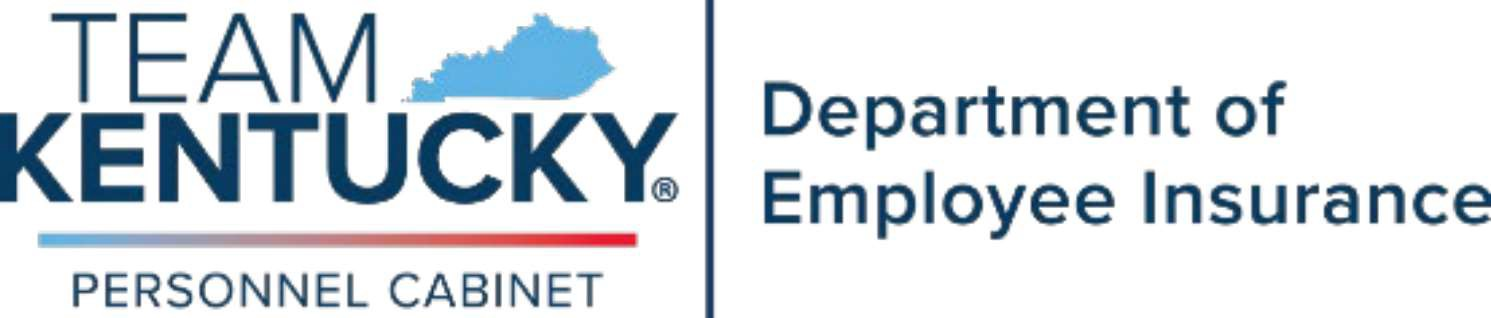 TEAM
KENTUCKY®
PERSONNEL CABINET
Department of
Employee Insurance